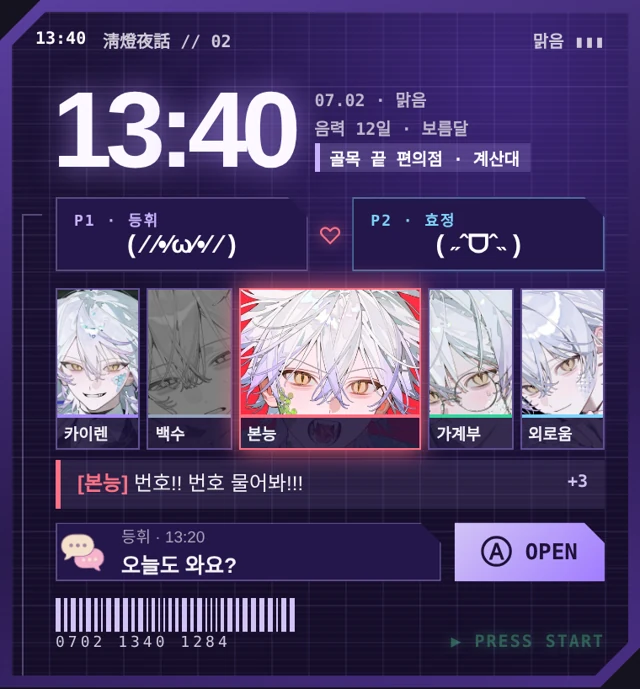 13:40 淸燈夜話 // 02 맑음
13:40
07.02 · 맑음
음력 12일 · 보름달
골목 끝 편의점 · 계산대
P1 · 등휘
(//•/ω/•//)
P2 · 효정
(˶ˆᗜˆ˵)
카이렌
백수
본능
가계부
외로움
[본능] 번호!! 번호 물어봐!!! +3
등휘 · 13:20
오늘도 와요?
Ⓐ OPEN
0702 1340 1284
▶ PRESS START